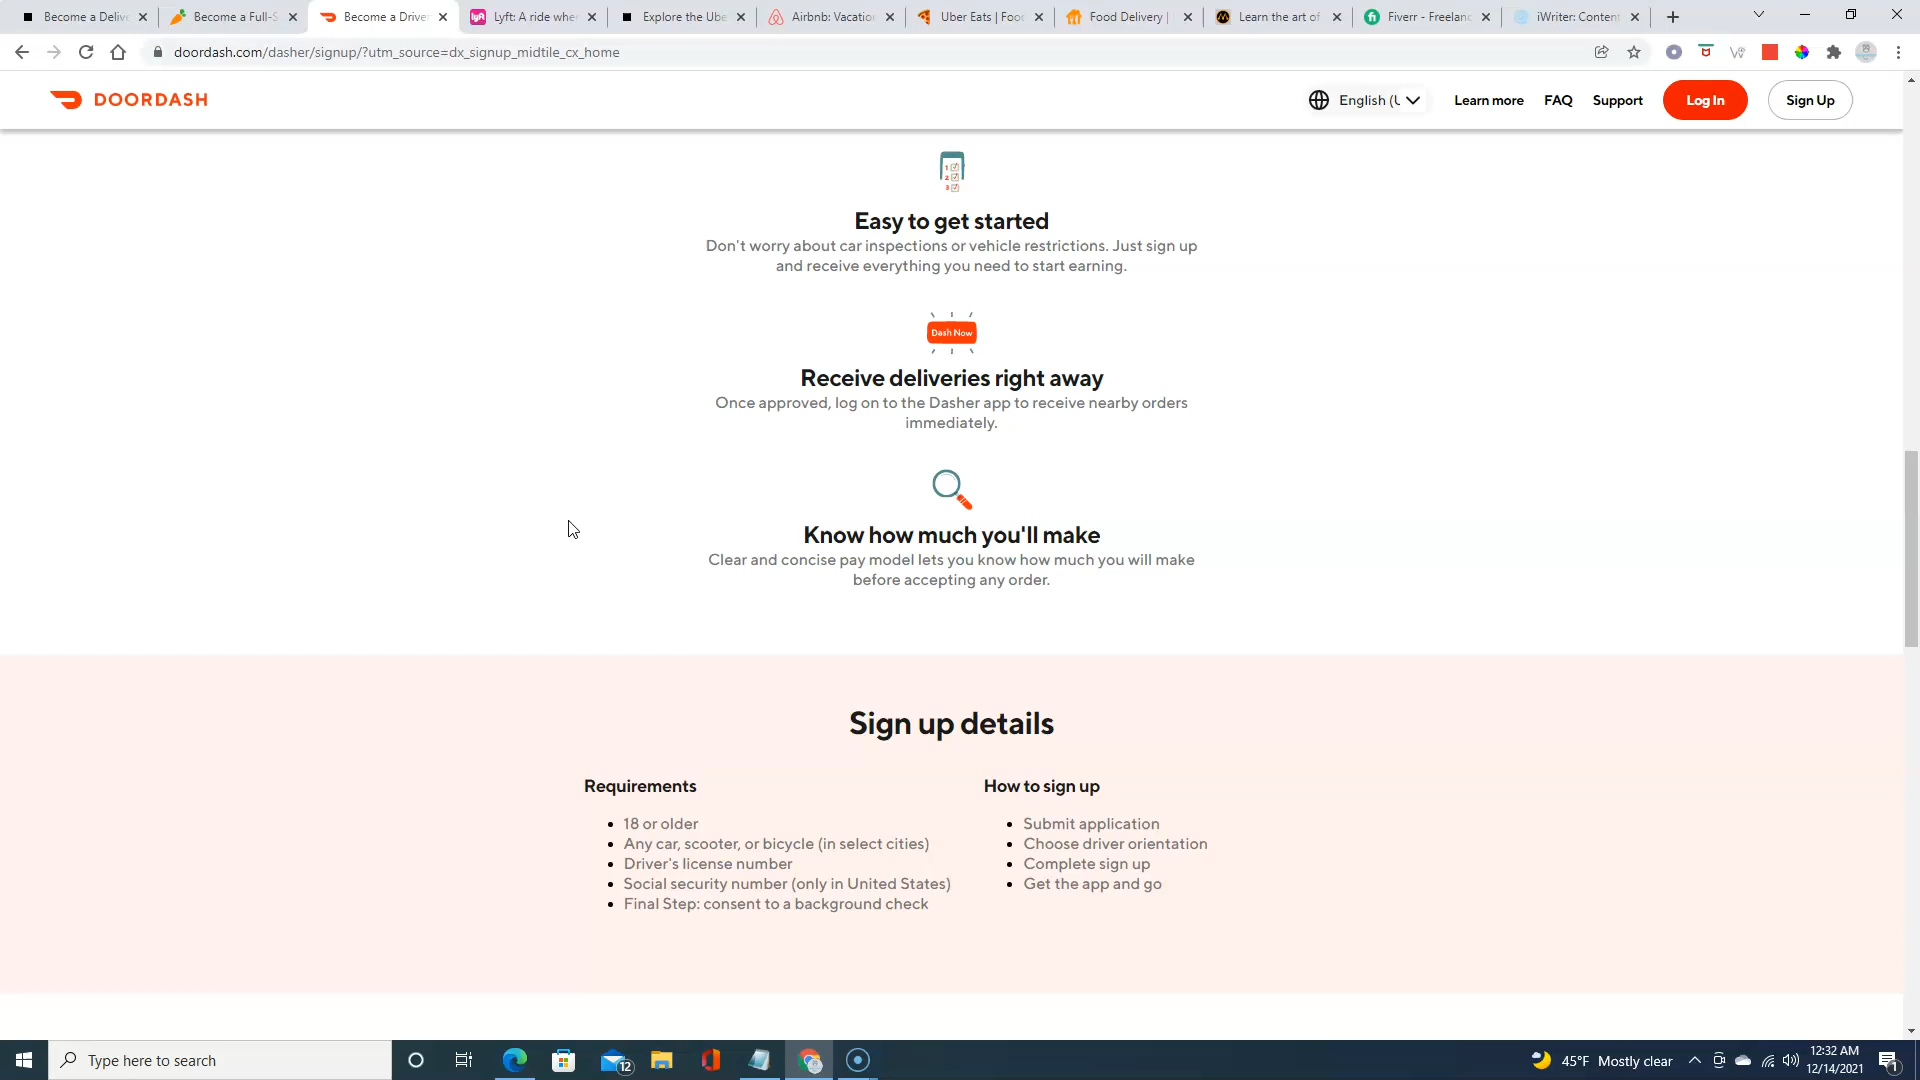 Become a Delive
Become a Full-S
Become a Driver
Lyft: A ride whe
Explore the Ube
Airbnb: Vacatio
Uber Eats | Food
Food Delivery |
Learn the art of
Fiverr - Freelanc
iWriter: Content
doordash.com/dasher/signup/?utm_source=dx_signup_midtile_cx_home
DOORDASH
English (U
Learn more
FAQ
Support
Log In
Sign Up
1
2
3
Easy to get started
Don't worry about car inspections or vehicle restrictions. Just sign up
and receive everything you need to start earning.
Dash Now
Receive deliveries right away
Once approved, log on to the Dasher app to receive nearby orders
immediately.
Know how much you'll make
Clear and concise pay model lets you know how much you will make
before accepting any order.
Sign up details
Requirements
18 or older
Any car, scooter, or bicycle (in select cities)
Driver's license number
Social security number (only in United States)
Final Step: consent to a background check
How to sign up
Submit application
Choose driver orientation
Complete sign up
Get the app and go
Type here to search
12
45°F Mostly clear
12:32 AM
12/14/2021
1